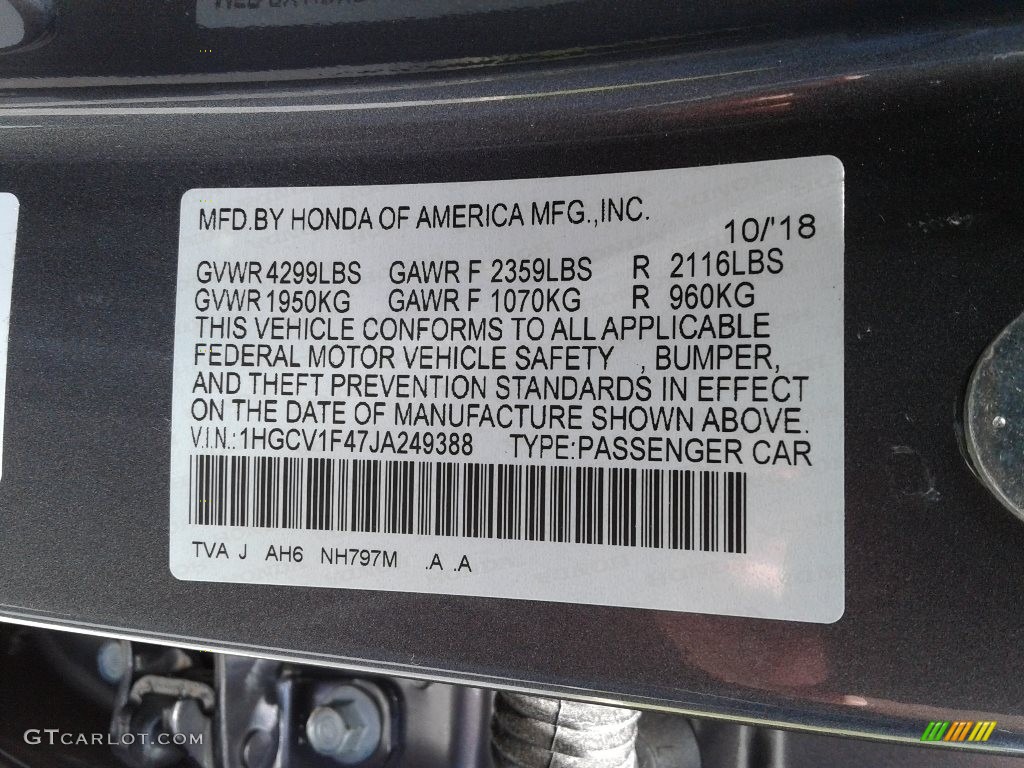 MFD.BY HONDA OF AMERICA MFG.,INC.
10/'18
GVWR 4299LBS GAWR F 2359LBS R 2116LBS
GVWR 1950KG GAWR F 1070KG R 960KG
THIS VEHICLE CONFORMS TO ALL APPLICABLE
FEDERAL MOTOR VEHICLE SAFETY , BUMPER,
AND THEFT PREVENTION STANDARDS IN EFFECT
ON THE DATE OF MANUFACTURE SHOWN ABOVE.
V.I.N.: 1HGCV1F47JA249388 TYPE:PASSENGER CAR
TVA J AH6 NH797M .A .A
GTCARLOT.COM